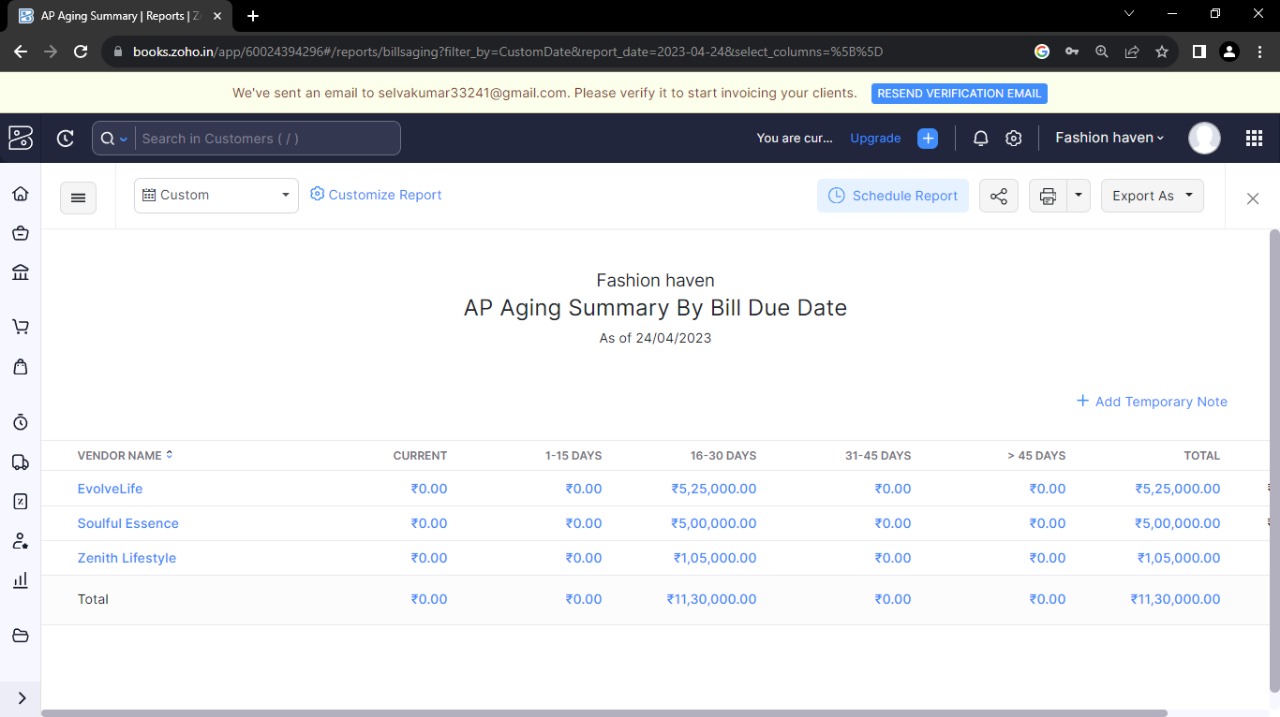 AP Aging Summary | Reports | Z
books.zoho.in/app/60024394296#/reports/billsaging?filter_by=CustomDate&report_date=2023-04-24&select_columns=%5B%5D
We've sent an email to selvakumar33241@gmail.com. Please verify it to start invoicing your clients. RESEND VERIFICATION EMAIL
Search in Customers ( / ) You are cur... Upgrade Fashion haven
Custom Customize Report Schedule Report Export As
Fashion haven
AP Aging Summary By Bill Due Date
As of 24/04/2023
+ Add Temporary Note
VENDOR NAME CURRENT 1-15 DAYS 16-30 DAYS 31-45 DAYS > 45 DAYS TOTAL
EvolveLife ₹0.00 ₹0.00 ₹5,25,000.00 ₹0.00 ₹0.00 ₹5,25,000.00
Soulful Essence ₹0.00 ₹0.00 ₹5,00,000.00 ₹0.00 ₹0.00 ₹5,00,000.00
Zenith Lifestyle ₹0.00 ₹0.00 ₹1,05,000.00 ₹0.00 ₹0.00 ₹1,05,000.00
Total ₹0.00 ₹0.00 ₹11,30,000.00 ₹0.00 ₹0.00 ₹11,30,000.00